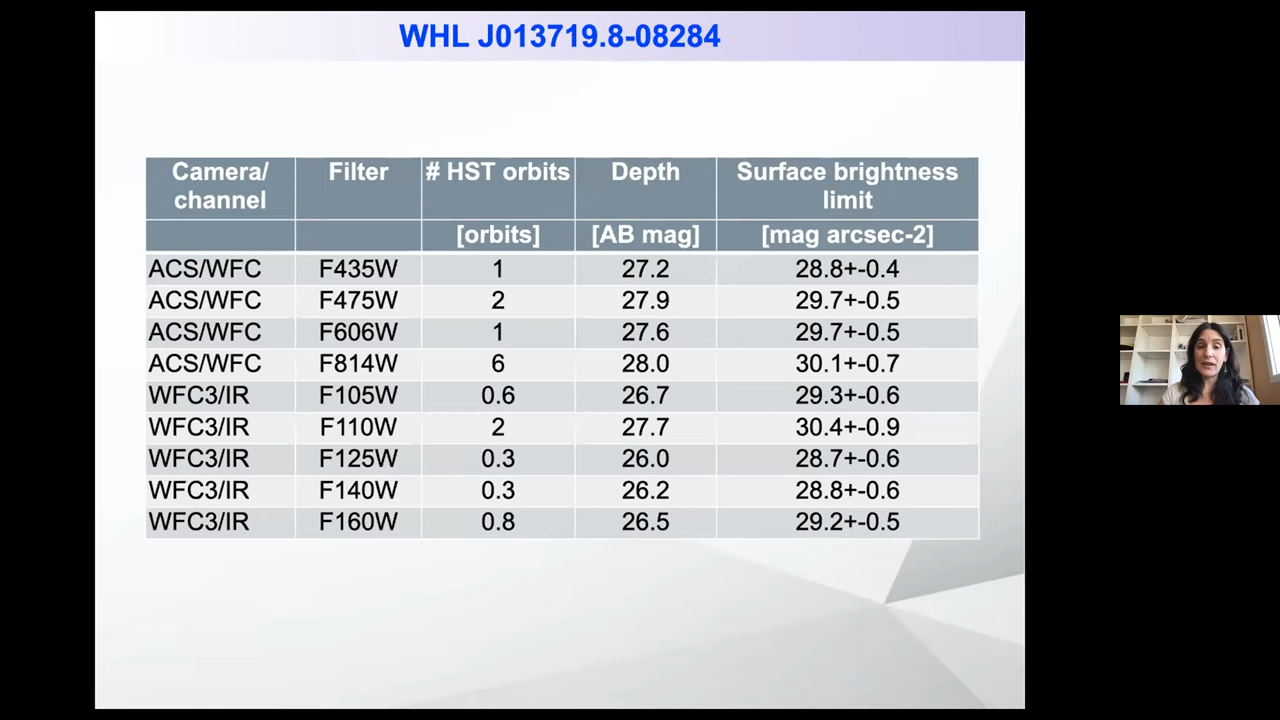 WHL J013719.8-08284
Camera/ channel Filter # HST orbits Depth Surface brightness limit
[orbits] [AB mag] [mag arcsec-2]
ACS/WFC F435W 1 27.2 28.8+-0.4
ACS/WFC F475W 2 27.9 29.7+-0.5
ACS/WFC F606W 1 27.6 29.7+-0.5
ACS/WFC F814W 6 28.0 30.1+-0.7
WFC3/IR F105W 0.6 26.7 29.3+-0.6
WFC3/IR F110W 2 27.7 30.4+-0.9
WFC3/IR F125W 0.3 26.0 28.7+-0.6
WFC3/IR F140W 0.3 26.2 28.8+-0.6
WFC3/IR F160W 0.8 26.5 29.2+-0.5